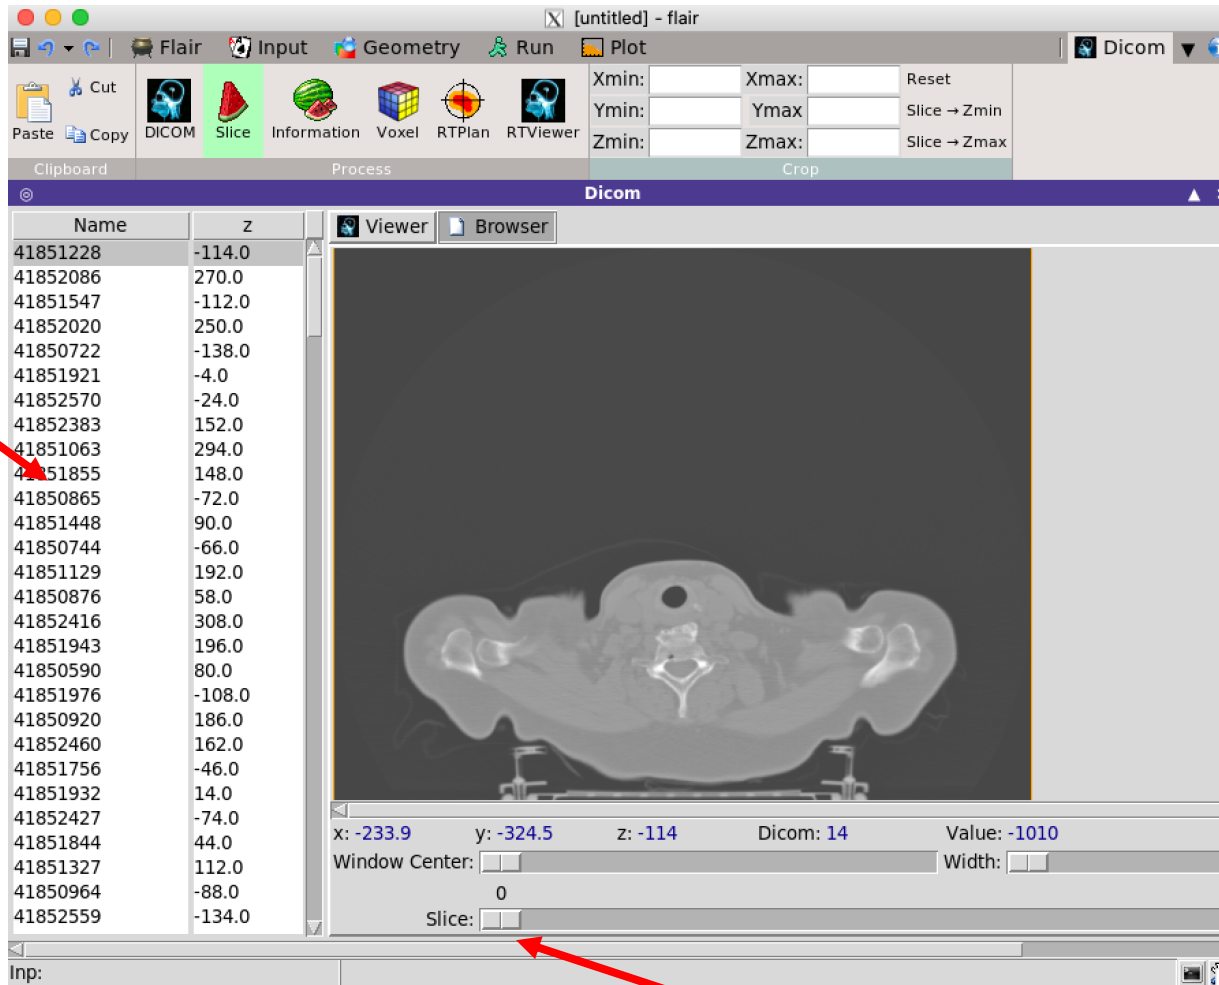 [untitled] - flair
Flair Input Geometry Run Plot Dicom
Paste Cut Copy DICOM Slice Information Voxel RTPlan RTViewer
Xmin: Xmax: Reset
Ymin: Ymax Slice → Zmin
Zmin: Zmax: Slice → Zmax
Clipboard Process Crop
Dicom
Name z
Viewer Browser
41851228 -114.0
41852086 270.0
41851547 -112.0
41852020 250.0
41850722 -138.0
41851921 -4.0
41852570 -24.0
41852383 152.0
41851063 294.0
41851855 148.0
41850865 -72.0
41851448 90.0
41850744 -66.0
41851129 192.0
41850876 58.0
41852416 308.0
41851943 196.0
41850590 80.0
41851976 -108.0
41850920 186.0
41852460 162.0
41851756 -46.0
41851932 14.0
41852427 -74.0
41851844 44.0
41851327 112.0
41850964 -88.0
41852559 -134.0
x: -233.9 y: -324.5 z: -114 Dicom: 14 Value: -1010
Window Center: Width:
0
Slice:
Inp: